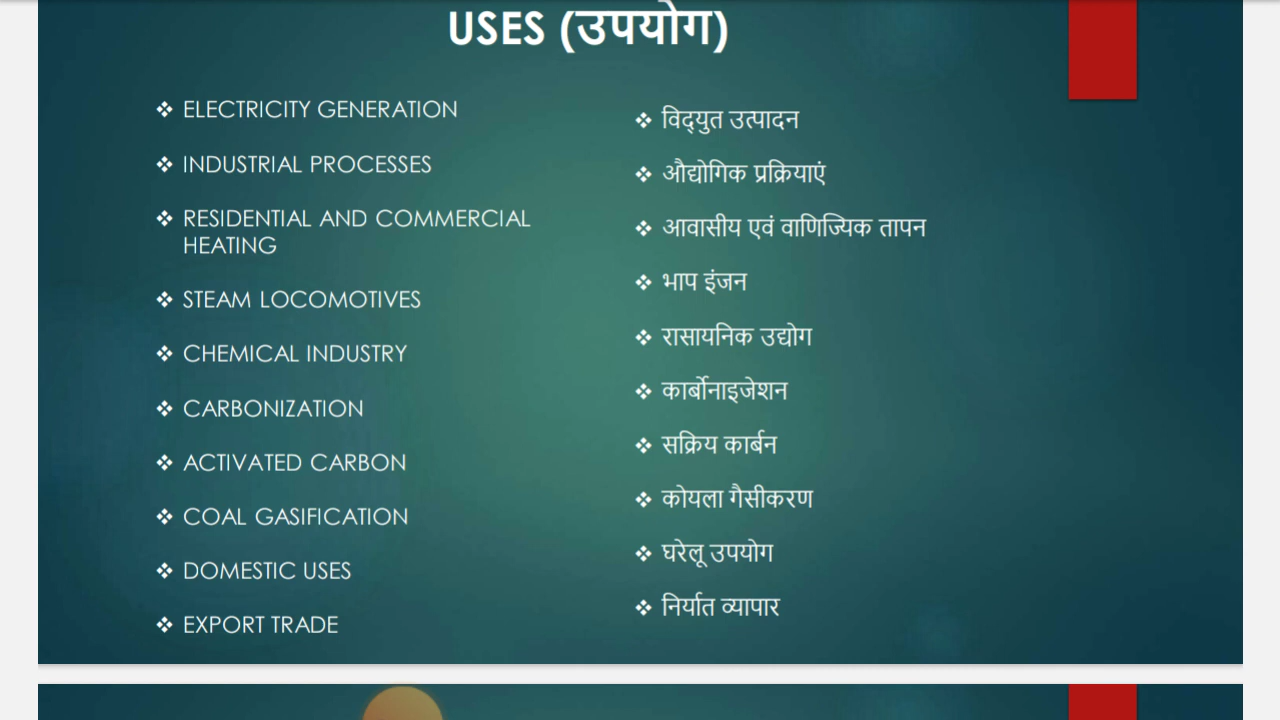 USES (उपयोग)
❖ ELECTRICITY GENERATION
❖ INDUSTRIAL PROCESSES
❖ RESIDENTIAL AND COMMERCIAL
HEATING
❖ STEAM LOCOMOTIVES
❖ CHEMICAL INDUSTRY
❖ CARBONIZATION
❖ ACTIVATED CARBON
❖ COAL GASIFICATION
❖ DOMESTIC USES
❖ EXPORT TRADE
❖ विद्युत उत्पादन
❖ औद्योगिक प्रक्रियाएं
❖ आवासीय एवं वाणिज्यिक तापन
❖ भाप इंजन
❖ रासायनिक उद्योग
❖ कार्बोनाइजेशन
❖ सक्रिय कार्बन
❖ कोयला गैसीकरण
❖ घरेलू उपयोग
❖ निर्यात व्यापार